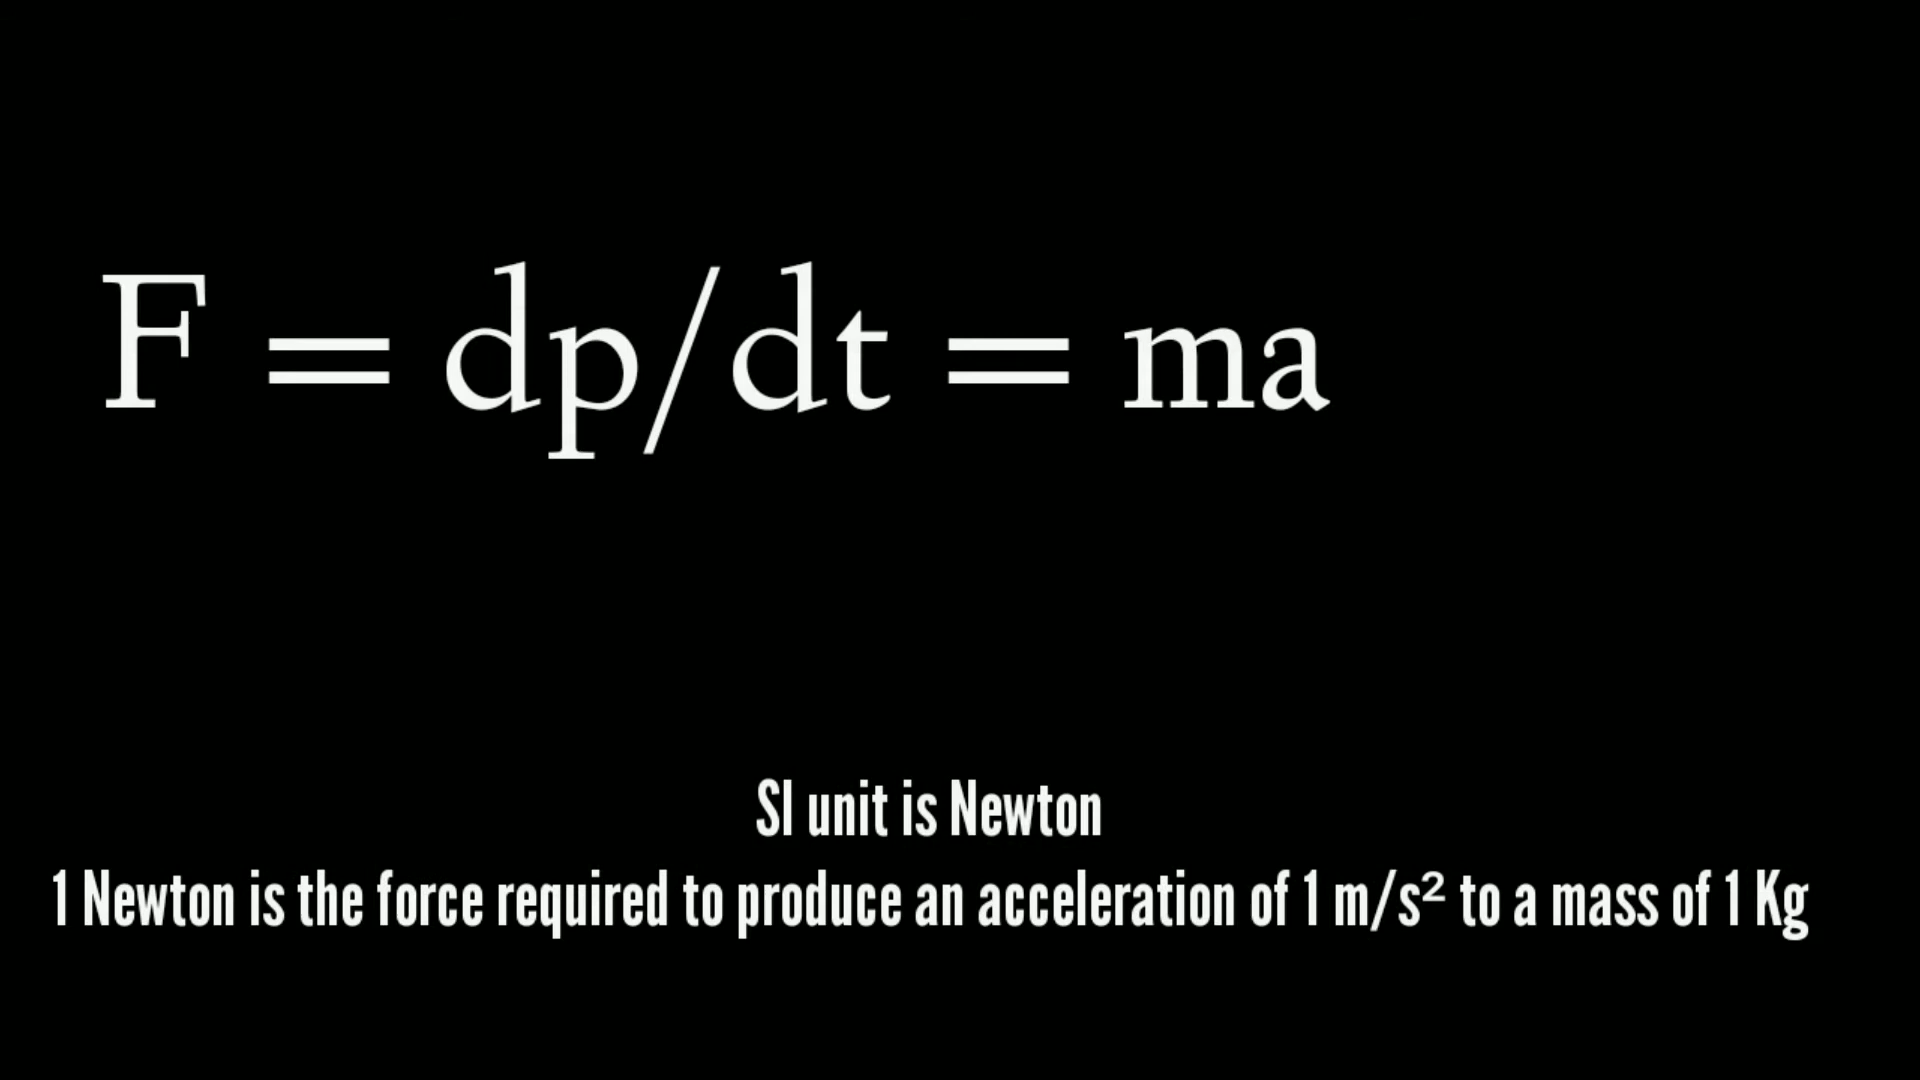 F = dp/dt = ma
SI unit is Newton
1 Newton is the force required to produce an acceleration of 1 m/s² to a mass of 1 Kg